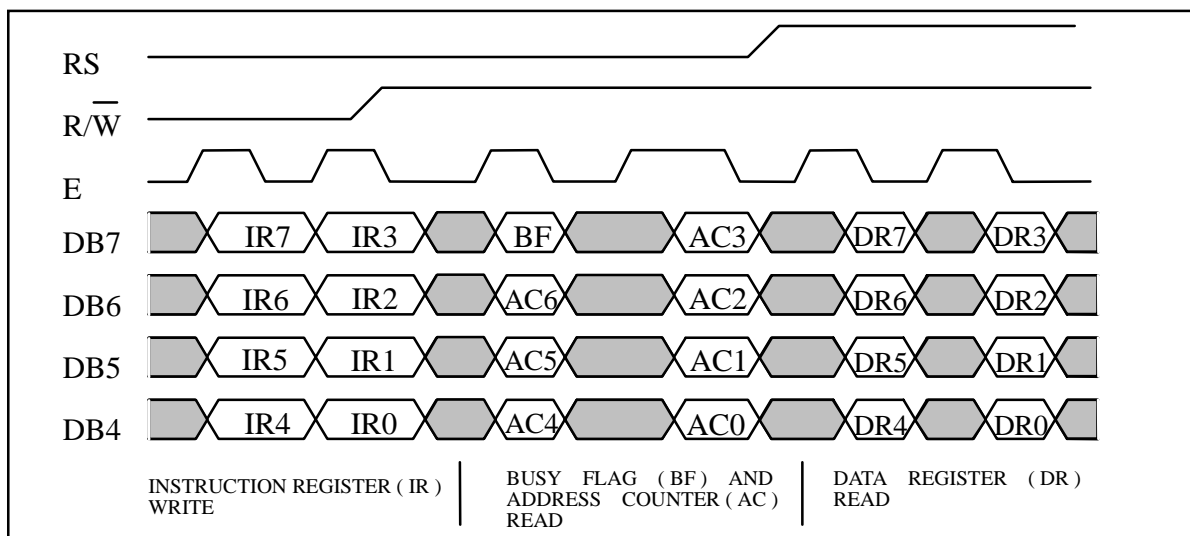 RS
R/W̅
E
DB7 IR7 IR3 BF AC3 DR7 DR3
DB6 IR6 IR2 AC6 AC2 DR6 DR2
DB5 IR5 IR1 AC5 AC1 DR5 DR1
DB4 IR4 IR0 AC4 AC0 DR4 DR0
INSTRUCTION REGISTER ( IR )
WRITE
BUSY FLAG ( BF ) AND
ADDRESS COUNTER ( AC )
READ
DATA REGISTER ( DR )
READ